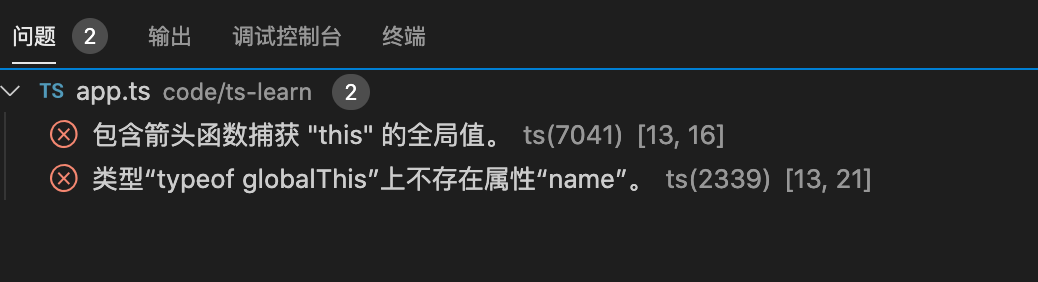 问题 2 输出 调试控制台 终端
TS app.ts code/ts-learn 2
包含箭头函数捕获 "this" 的全局值。 ts(7041) [13, 16]
类型“typeof globalThis”上不存在属性“name”。 ts(2339) [13, 21]